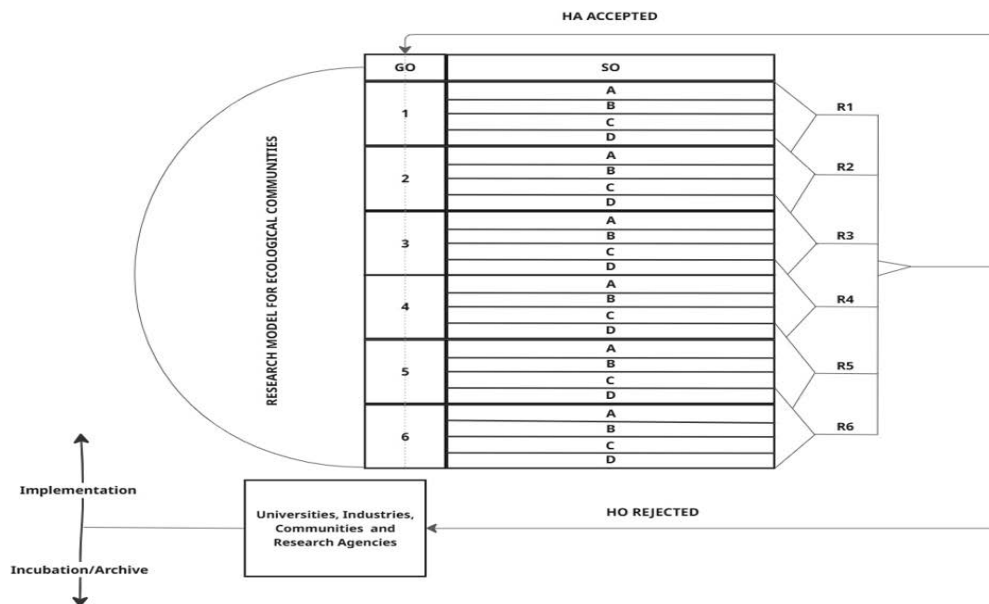 HA ACCEPTED
GO SO
RESEARCH MODEL FOR ECOLOGICAL COMMUNITIES
1
A
B
C
D
R1
2
A
B
C
D
R2
3
A
B
C
D
R3
4
A
B
C
D
R4
5
A
B
C
D
R5
6
A
B
C
D
R6
Implementation
Incubation/Archive
Universities, Industries,
Communities and
Research Agencies
HO REJECTED